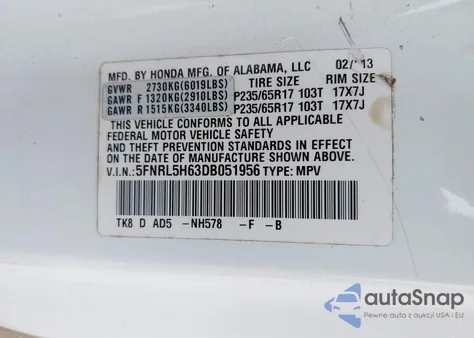 MFD. BY HONDA MFG. OF ALABAMA, LLC 02/13
GVWR 2730KG(6019LBS) TIRE SIZE RIM SIZE
GAWR F 1320KG(2910LBS) P235/65R17 103T 17X7J
GAWR R 1515KG(3340LBS) P235/65R17 103T 17X7J
THIS VEHICLE CONFORMS TO ALL APPLICABLE
FEDERAL MOTOR VEHICLE SAFETY
AND THEFT PREVENTION STANDARDS IN EFFECT
ON THE DATE OF MANUFACTURE SHOWN ABOVE.
V.I.N.: 5FNRL5H63DB051956 TYPE: MPV
TK8 D AD5 -NH578 -F -B
autoSnap
Pewne auta z aukcji USA i EU